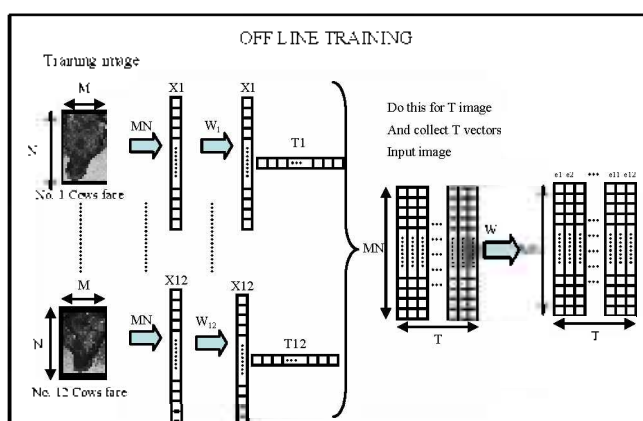 OFF LINE TRAINING
Training image
M
N
No. 1 Cows face
MN
X1
W1
X1
T1
M
N
No. 12 Cows face
MN
X12
W12
X12
T12
Do this for T image
And collect T vectors
Input image
MN
T
W
e1 e2 ... e11 e12
T